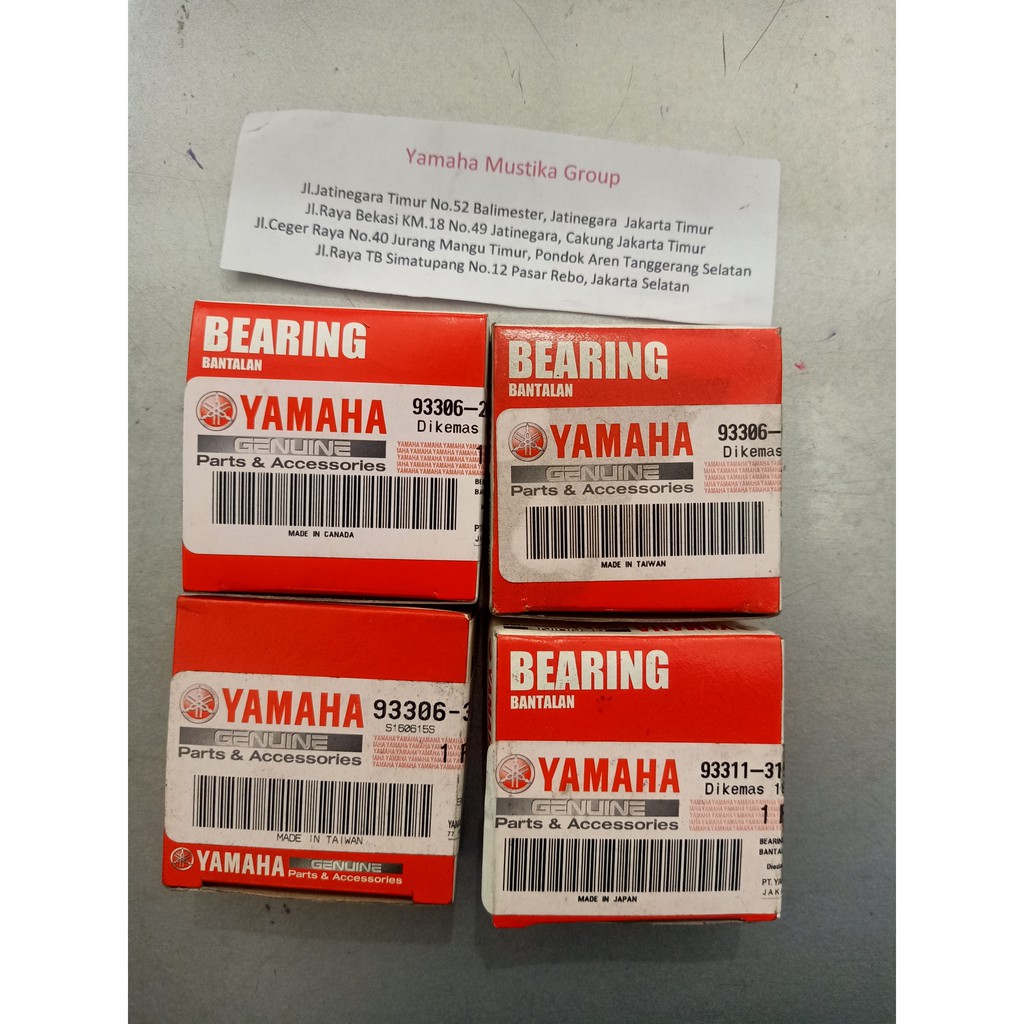 Yamaha Mustika Group
Jl.Jatinegara Timur No.52 Balimester, Jatinegara Jakarta Timur
Jl.Raya Bekasi KM.18 No.49 Jatinegara, Cakung Jakarta Timur
Jl.Ceger Raya No.40 Jurang Mangu Timur, Pondok Aren Tanggerang Selatan
Jl.Raya TB Simatupang No.12 Pasar Rebo, Jakarta Selatan
BEARING
BANTALAN
YAMAHA 93306-2
Dikemas
GENUINE
Parts & Accessories
MADE IN CANADA
BEARING
BANTALAN
YAMAHA 93306-
Dikemas
GENUINE
Parts & Accessories
MADE IN TAIWAN
YAMAHA 93306-3
S150615S
GENUINE
Parts & Accessories
MADE IN TAIWAN
YAMAHA GENUINE
Parts & Accessories
BEARING
BANTALAN
YAMAHA 93311-31
Dikemas
GENUINE
Parts & Accessories
MADE IN JAPAN